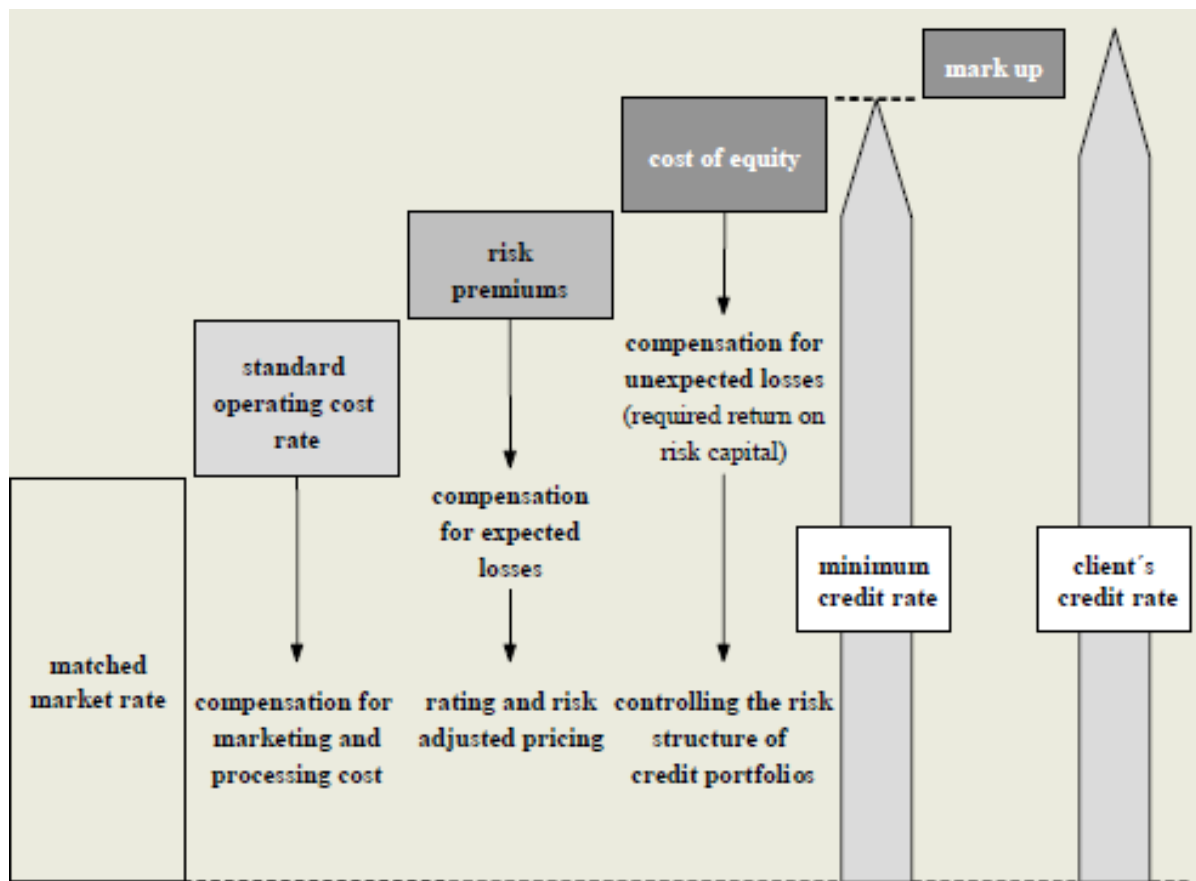 mark up
cost of equity
risk
premiums
standard
operating cost
rate
compensation for
unexpected losses
(required return on
risk capital)
compensation
for expected
losses
minimum
credit rate
client´s
credit rate
matched
market rate
compensation for
marketing and
processing cost
rating and risk
adjusted pricing
controlling the risk
structure of
credit portfolios